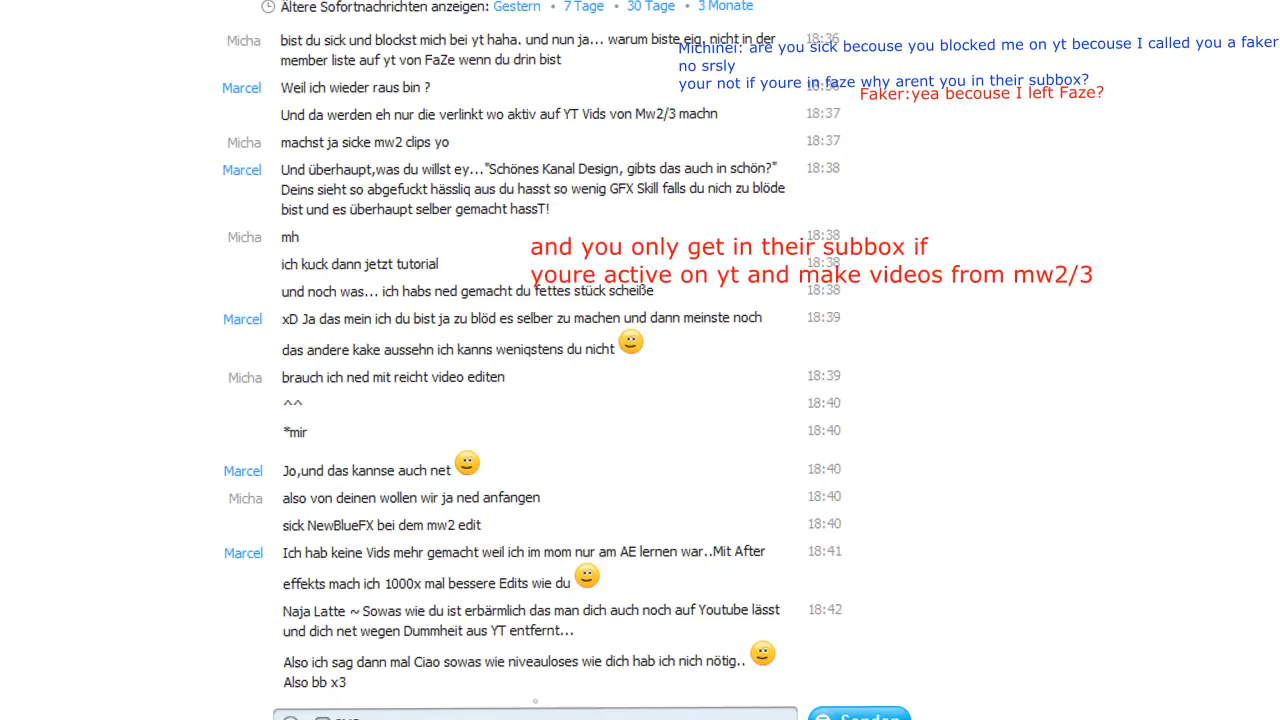 Ältere Sofortnachrichten anzeigen: Gestern • 7 Tage • 30 Tage • 3 Monate
Micha bist du sick und blockst mich bei yt haha. und nun ja... warum biste eig. nicht in der 18:36
member liste auf yt von FaZe wenn du drin bist
Michinei: are you sick becouse you blocked me on yt becouse I called you a faker
no srsly
your not if youre in faze why arent you in their subbox?
Marcel Weil ich wieder raus bin ?
Faker:yea becouse I left Faze?
Und da werden eh nur die verlinkt wo aktiv auf YT Vids von Mw2/3 machn 18:37
Micha machst ja sicke mw2 clips yo 18:37
Marcel Und überhaupt,was du willst ey..."Schönes Kanal Design, gibts das auch in schön?" 18:38
Deins sieht so abgefuckt hässliq aus du hasst so wenig GFX Skill falls du nich zu blöde
bist und es überhaupt selber gemacht hassT!
Micha mh 18:38
ich kuck dann jetzt tutorial 18:38
and you only get in their subbox if
youre active on yt and make videos from mw2/3
und noch was... ich habs ned gemacht du fettes stück scheiße 18:38
Marcel xD Ja das mein ich du bist ja zu blöd es selber zu machen und dann meinste noch 18:39
das andere kake aussehn ich kanns weniqstens du nicht
Micha brauch ich ned mit reicht video editen 18:39
^^ 18:40
*mir 18:40
Marcel Jo,und das kannse auch net 18:40
Micha also von deinen wollen wir ja ned anfangen 18:40
sick NewBlueFX bei dem mw2 edit 18:40
Marcel Ich hab keine Vids mehr gemacht weil ich im mom nur am AE lernen war..Mit After 18:41
effekts mach ich 1000x mal bessere Edits wie du
Naja Latte ~ Sowas wie du ist erbärmlich das man dich auch noch auf Youtube lässt 18:42
und dich net wegen Dummheit aus YT entfernt...
Also ich sag dann mal Ciao sowas wie niveauloses wie dich hab ich nich nötig..
Also bb x3